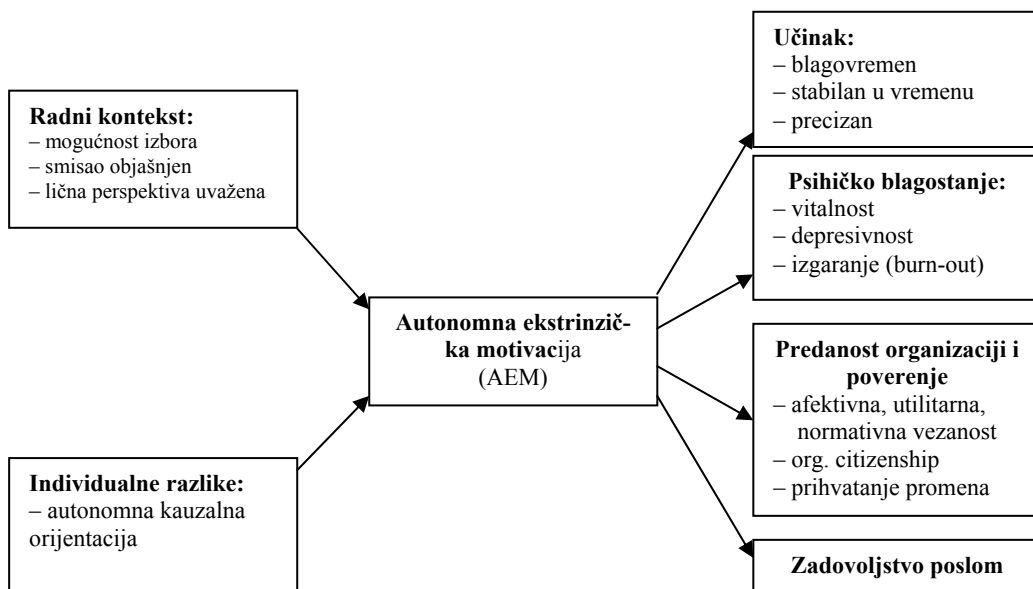 Radni kontekst:
– mogućnost izbora
– smisao objašnjen
– lična perspektiva uvažena
Individualne razlike:
– autonomna kauzalna
orijentacija
Autonomna ekstrinzič-
ka motivacija
(AEM)
Učinak:
– blagovremen
– stabilan u vremenu
– precizan
Psihičko blagostanje:
– vitalnost
– depresivnost
– izgaranje (burn-out)
Predanost organizaciji i
poverenje
– afektivna, utilitarna,
normativna vezanost
– org. citizenship
– prihvatanje promena
Zadovoljstvo poslom